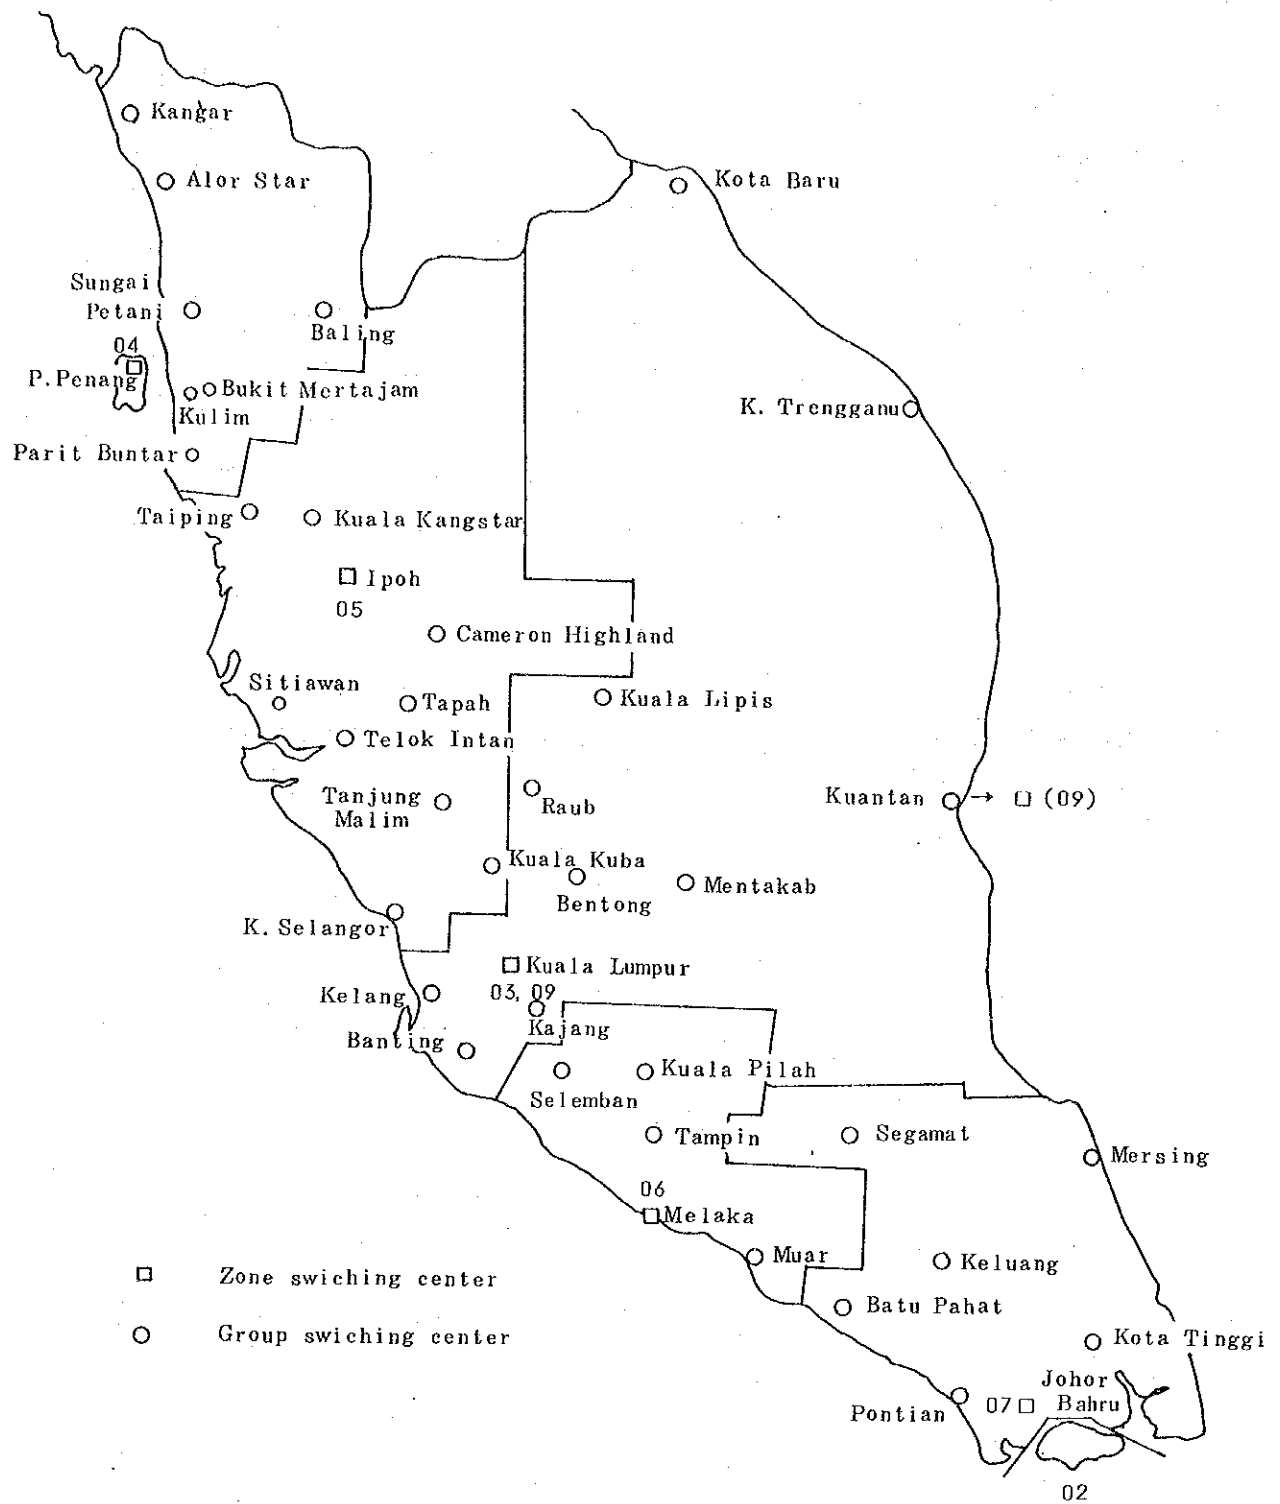 Kangar
Alor Star
Kota Baru
Sungai
Petani
Baling
04
P. Penang
Bukit Mertajam
Kulim
K. Trengganu
Parit Buntar
Taiping
Kuala Kangstar
Ipoh
05
Cameron Highland
Sitiawan
Tapah
Kuala Lipis
Telok Intan
Tanjung
Malim
Raub
Kuantan → (09)
Kuala Kuba
Bentong
Mentakab
K. Selangor
Kuala Lumpur
03, 09
Kelang
Kajang
Banting
Selemban
Kuala Pilah
Tampin
Segamat
Mersing
06
Melaka
Muar
Keluang
Batu Pahat
Zone swiching center
Group swiching center
Kota Tinggi
Johor
Bahru
07
Pontian
02